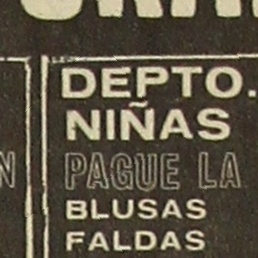 DEPTO.
NIÑAS
PAGUE LA
BLUSAS
FALDAS